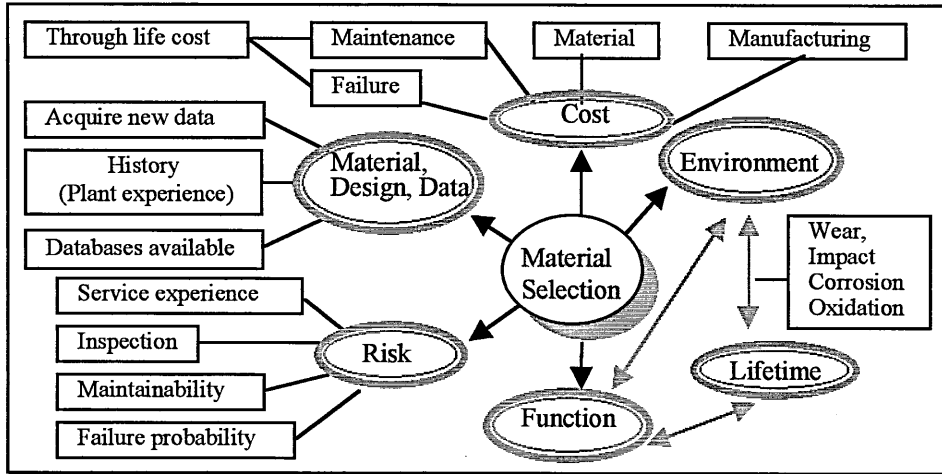 Through life cost
Maintenance
Material
Manufacturing
Failure
Cost
Acquire new data
History
(Plant experience)
Databases available
Material,
Design, Data
Environment
Material
Selection
Wear,
Impact
Corrosion
Oxidation
Service experience
Inspection
Maintainability
Failure probability
Risk
Function
Lifetime